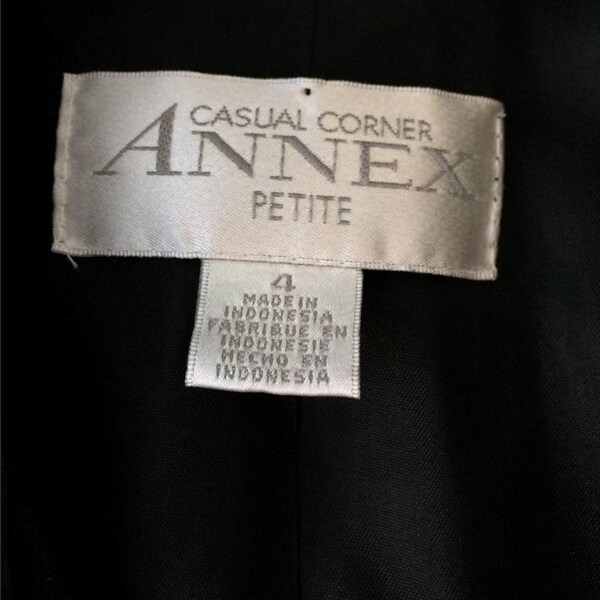 CASUAL CORNER
ANNEX
PETITE
4
MADE IN
INDONESIA
FABRIQUE EN
INDONESIE
HECHO EN
INDONESIA